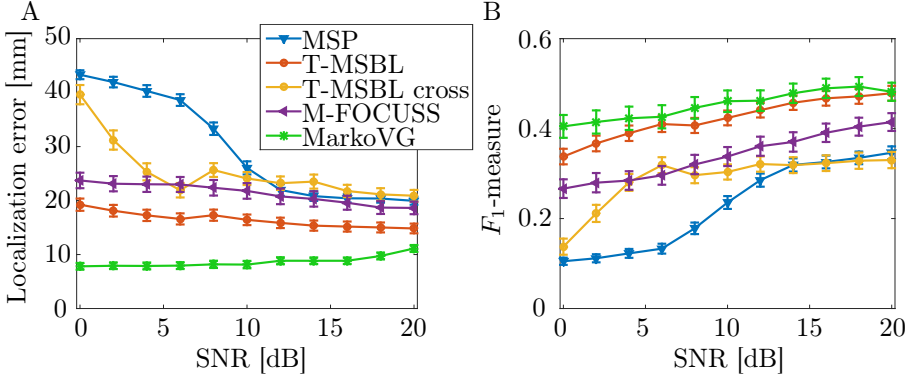 A
Localization error [mm]
50
40
30
20
10
0
0
5
10
15
20
SNR [dB]
MSP
T-MSBL
T-MSBL cross
M-FOCUSS
MarkoVG
B
F1-measure
0.6
0.4
0.2
0
0
5
10
15
20
SNR [dB]